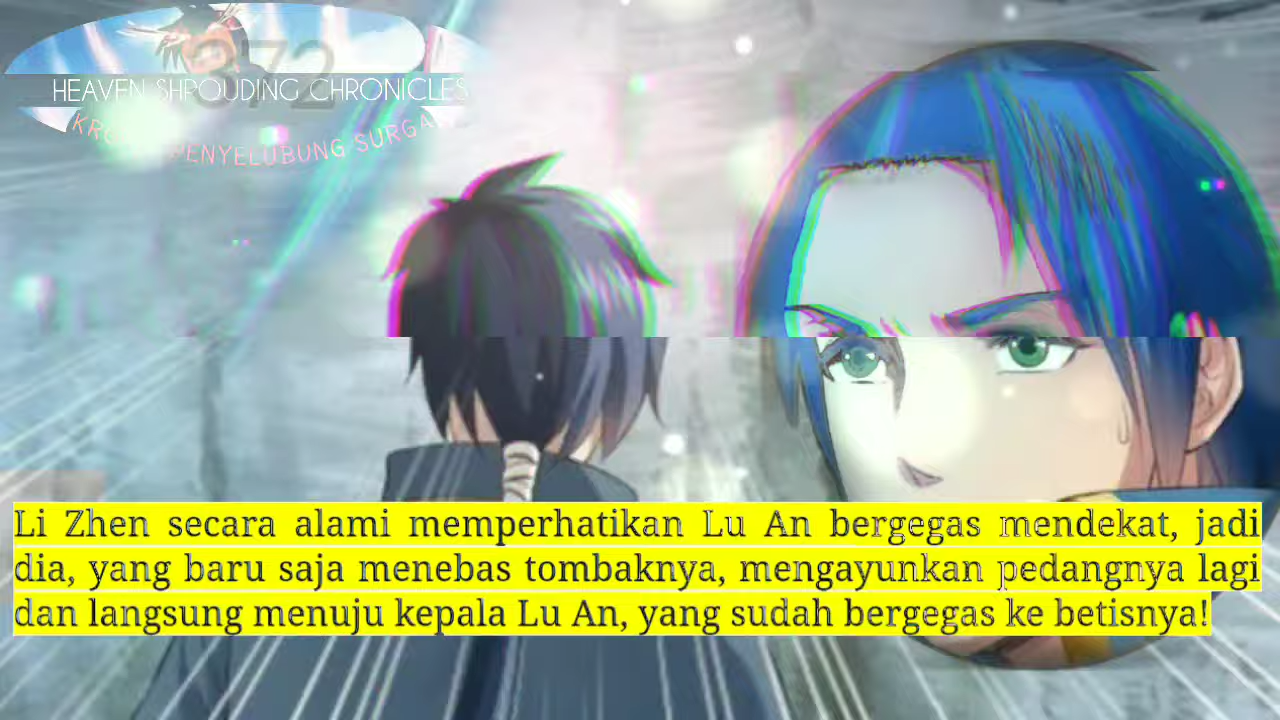 372
HEAVEN SHROUDING CHRONICLES
PENYELUBUNG SURGA
Li Zhen secara alami memperhatikan Lu An bergegas mendekat, jadi
dia, yang baru saja menebas tombaknya, mengayunkan pedangnya lagi
dan langsung menuju kepala Lu An, yang sudah bergegas ke betisnya!